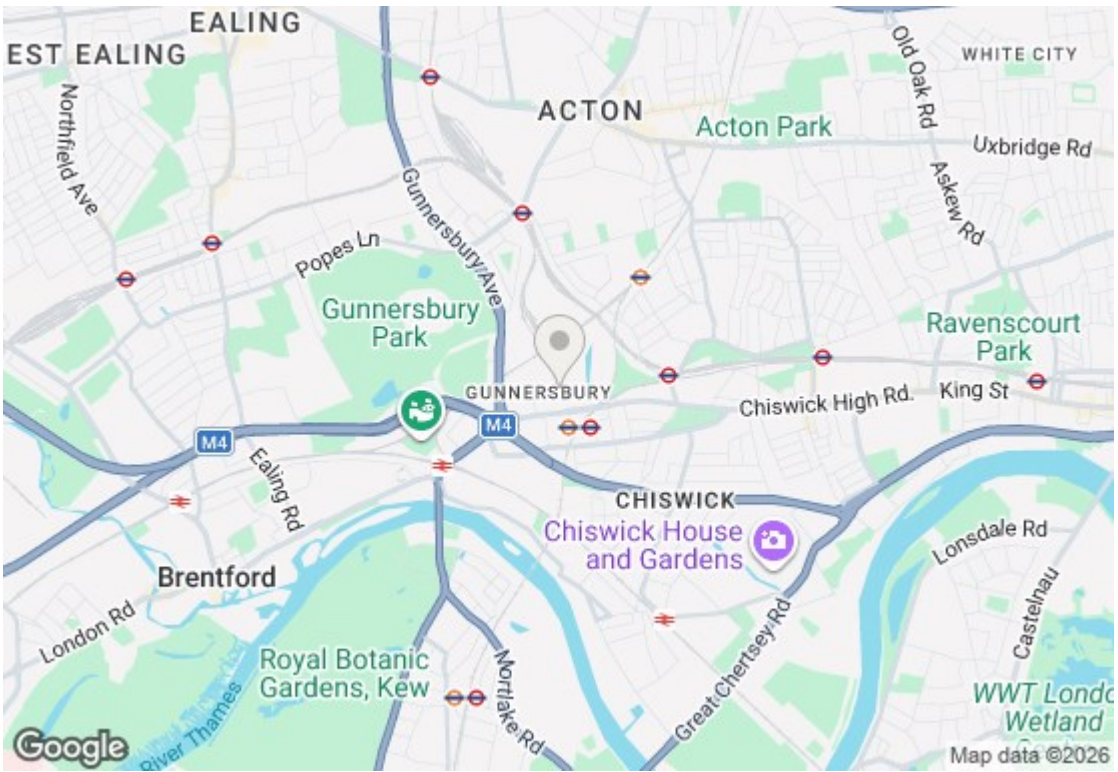 EALING
EST EALING
WHITE CITY
Old Oak Rd
ACTON
Acton Park
Northfield Ave
Uxbridge Rd
Gunnersbury Ave
Askew Rd
Popes Ln
Gunnersbury
Park
Ravenscourt
Park
GUNNERSBURY
King St
Chiswick High Rd.
M4
M4
Ealing Rd
CHISWICK
Chiswick House
and Gardens
Lonsdale Rd
Brentford
London Rd
Castelnau
Great Chertsey Rd
Royal Botanic
Gardens, Kew
Mortlake Rd
WWT Londo
Wetland
River Thames
Google
Map data ©2026